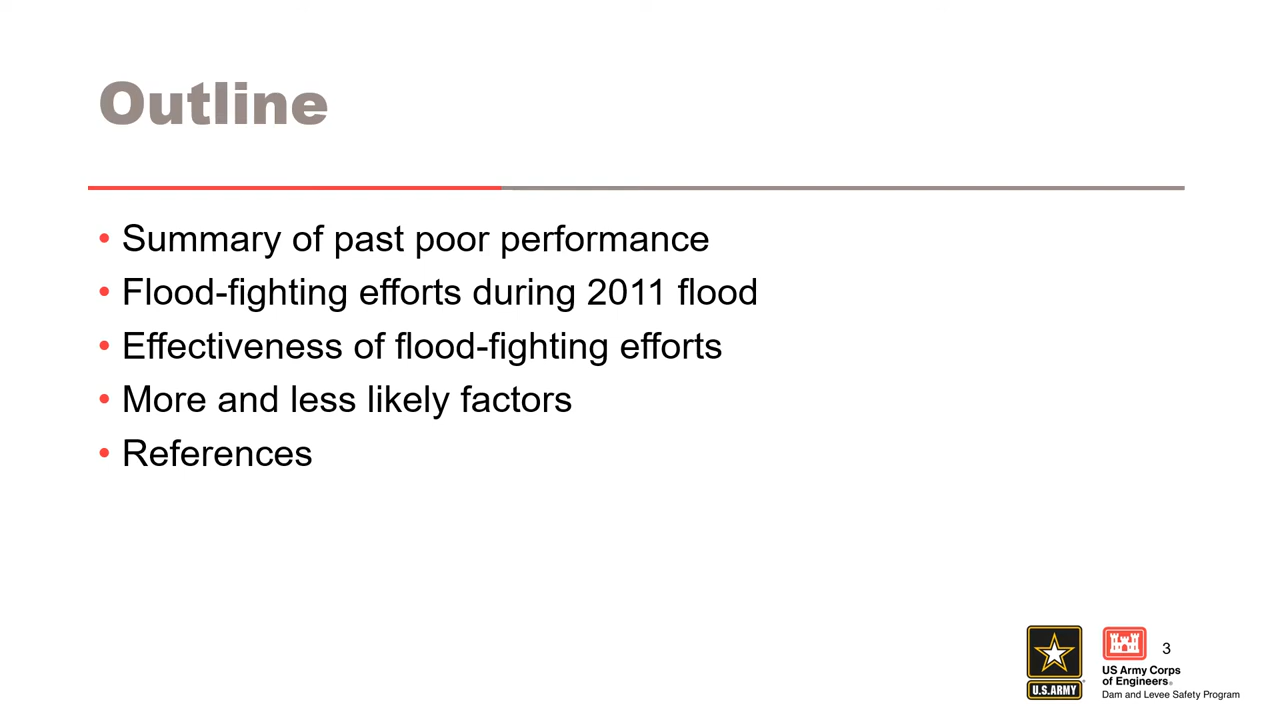 Outline
• Summary of past poor performance
• Flood-fighting efforts during 2011 flood
• Effectiveness of flood-fighting efforts
• More and less likely factors
• References
3
U.S.ARMY
US Army Corps
of Engineers®
Dam and Levee Safety Program